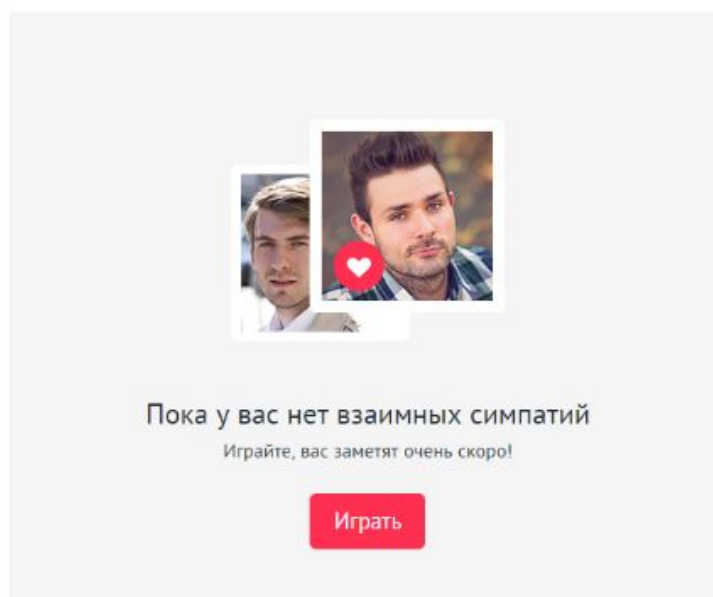 Пока у вас нет взаимных симпатий
Играйте, вас заметят очень скоро!
Играть